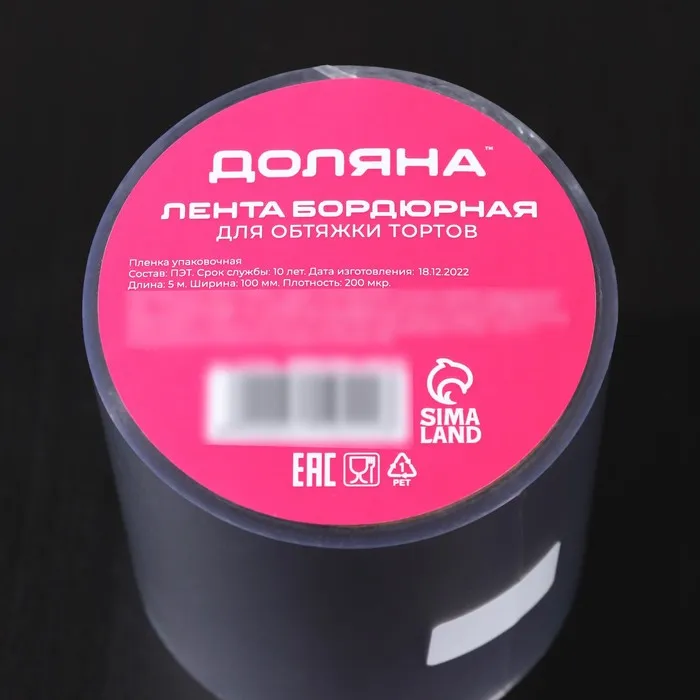 ДОЛЯНА™
ЛЕНТА БОРДЮРНАЯ
ДЛЯ ОБТЯЖКИ ТОРТОВ
Пленка упаковочная
Состав: ПЭТ. Срок службы: 10 лет. Дата изготовления: 18.12.2022
Длина: 5 м. Ширина: 100 мм. Плотность: 200 мкр.
SIMA
LAND
EAC
1
PET